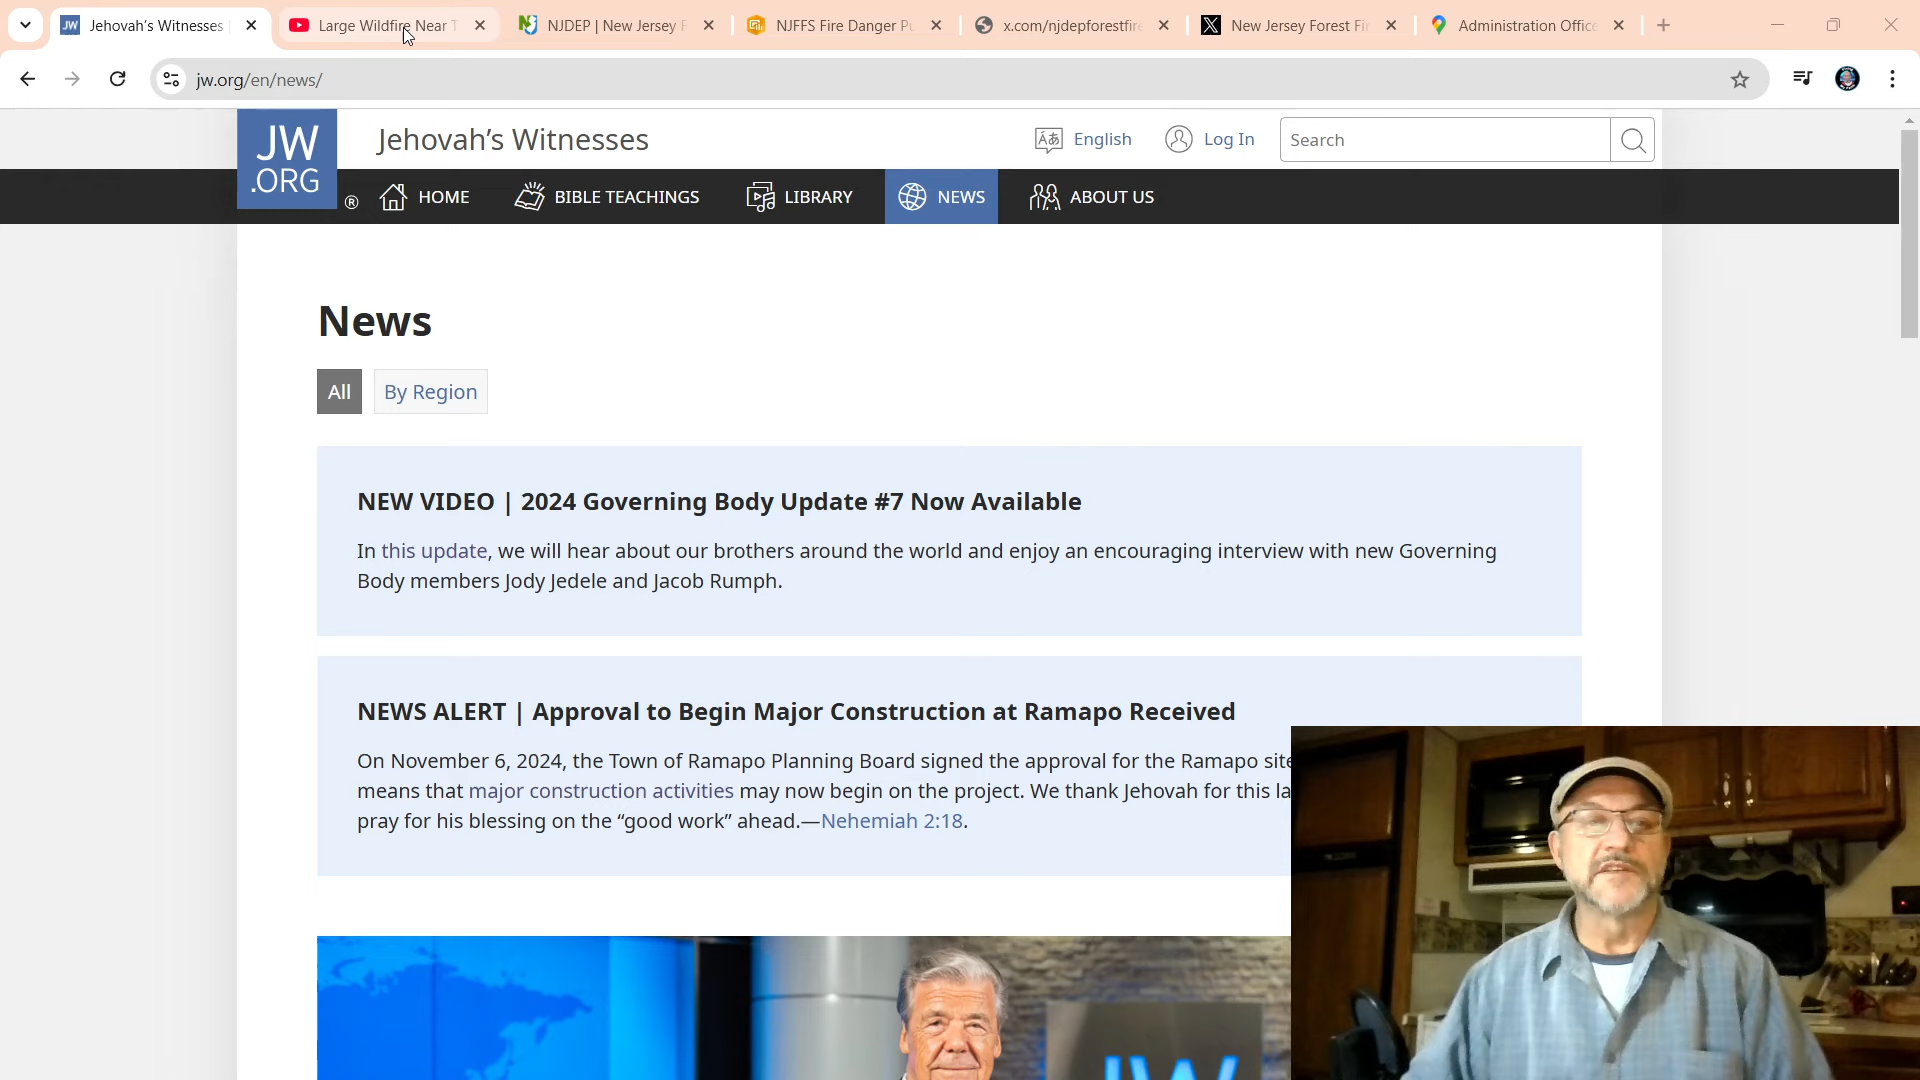 Jehovah's Witnesses
Large Wildfire Near T
NJDEP | New Jersey F
NJFFS Fire Danger Pu
x.com/njdepforestfire
New Jersey Forest Fir
Administration Office
jw.org/en/news/
JW
.ORG
®
Jehovah's Witnesses
English
Log In
Search
HOME
BIBLE TEACHINGS
LIBRARY
NEWS
ABOUT US
News
All
By Region
NEW VIDEO | 2024 Governing Body Update #7 Now Available
In this update, we will hear about our brothers around the world and enjoy an encouraging interview with new Governing
Body members Jody Jedele and Jacob Rumph.
NEWS ALERT | Approval to Begin Major Construction at Ramapo Received
On November 6, 2024, the Town of Ramapo Planning Board signed the approval for the Ramapo site
means that major construction activities may now begin on the project. We thank Jehovah for this la
pray for his blessing on the “good work” ahead.—Nehemiah 2:18.
JW